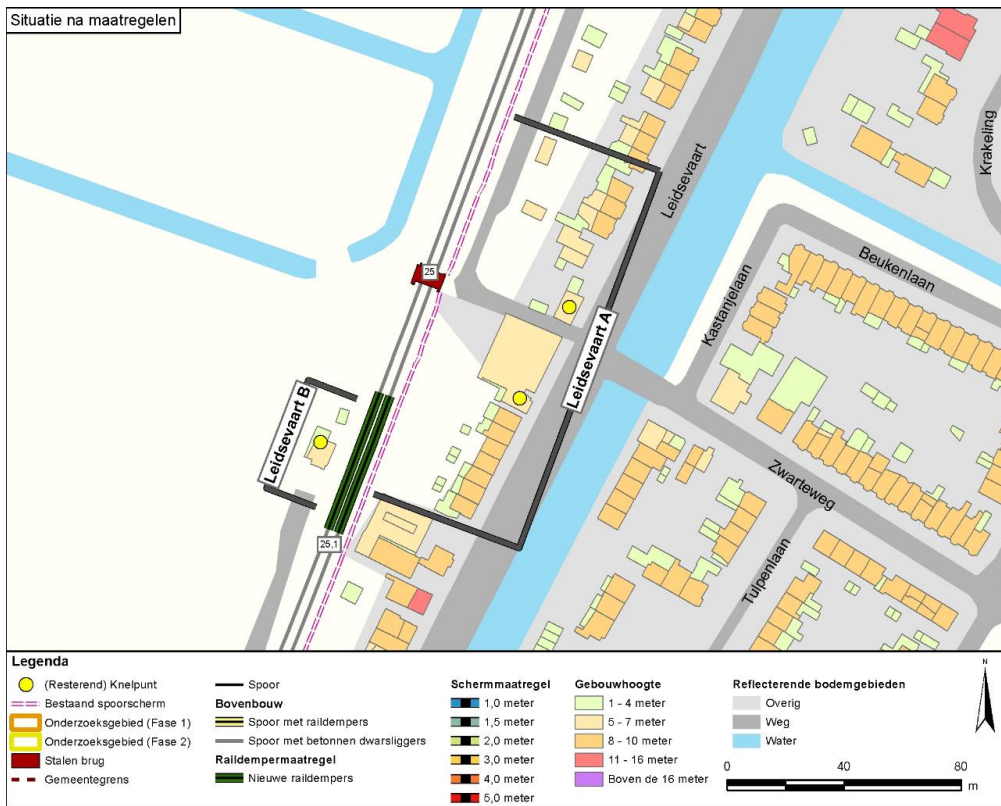 Situatie na maatregelen
Krakeling
Leidsevaart
Beukenlaan
Kastanjelaan
25
Leidsevaart A
Leidsevaart B
Zwarteweg
25,1
Tulpenlaan
Legenda
(Resterend) Knelpunt
Bestaand spoorscherm
Onderzoeksgebied (Fase 1)
Onderzoeksgebied (Fase 2)
Stalen brug
Gemeentegrens
Spoor
Bovenbouw
Spoor met raildempers
Spoor met betonnen dwarsliggers
Raildempermaatregel
Nieuwe raildempers
Schermmaatregel
1,0 meter
1,5 meter
2,0 meter
3,0 meter
4,0 meter
5,0 meter
Gebouwhoogte
1 - 4 meter
5 - 7 meter
8 - 10 meter
11 - 16 meter
Boven de 16 meter
Reflecterende bodemgebieden
Overig
Weg
Water
N
0 40 80
m